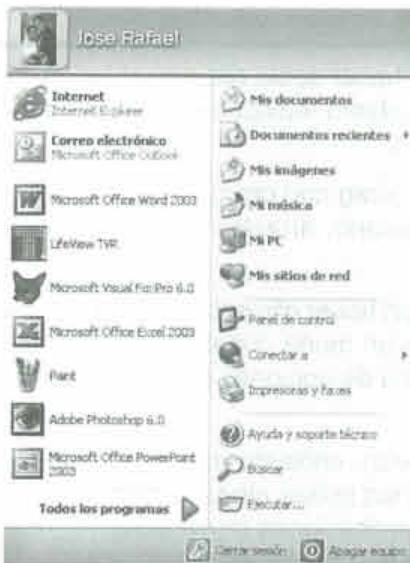 Jose Rafael
Internet
Internet Explorer
Correo electrónico
Microsoft Office Outlook
Microsoft Office Word 2003
LifeView TVR
Microsoft Visual FoxPro 6.0
Microsoft Office Excel 2003
Paint
Adobe Photoshop 6.0
Microsoft Office PowerPoint
2003
Todos los programas
Mis documentos
Documentos recientes
Mis imágenes
Mi música
Mi PC
Mis sitios de red
Panel de control
Conectar a
Impresoras y faxes
Ayuda y soporte técnico
Buscar
Ejecutar...
Cerrar sesión
Apagar equipo